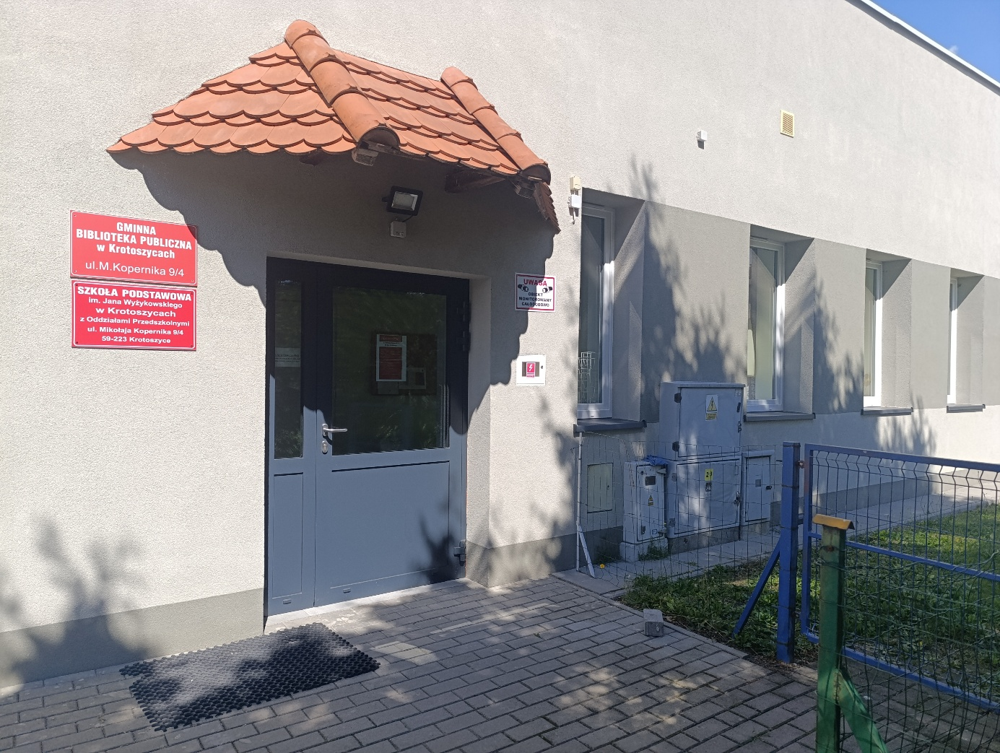 GMINNA
BIBLIOTEKA PUBLICZNA
w Krotoszycach
ul.M.Kopernika 9/4
SZKOŁA PODSTAWOWA
im. Jana Wyżykowskiego
w Krotoszycach
z Oddziałami Przedszkolnymi
ul. Mikołaja Kopernika 9/4
59-223 Krotoszyce
UWAGA
OBIEKT
MONITOROWANY
CAŁODOBOWO